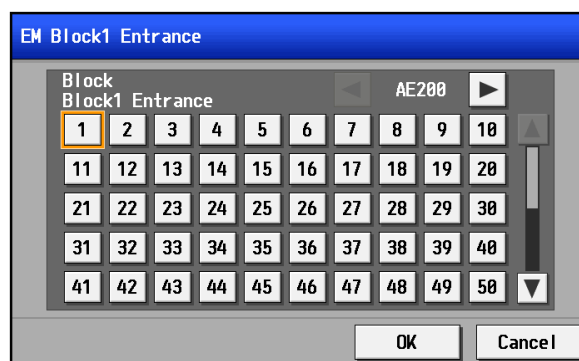 EM Block1 Entrance
Block
Block1 Entrance
AE200
1 2 3 4 5 6 7 8 9 10
11 12 13 14 15 16 17 18 19 20
21 22 23 24 25 26 27 28 29 30
31 32 33 34 35 36 37 38 39 40
41 42 43 44 45 46 47 48 49 50
OK Cancel